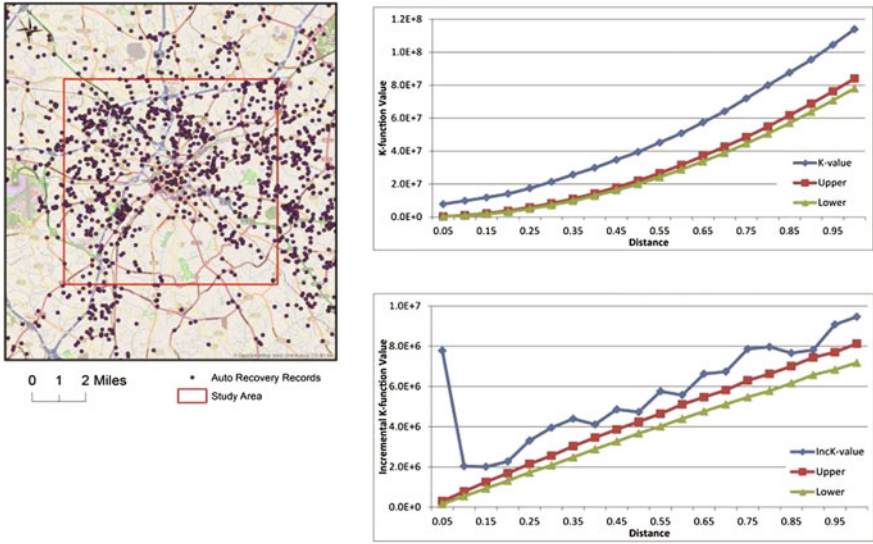 0 1 2 Miles
Auto Recovery Records
Study Area
K-function Value
1.2E+8
1.0E+8
8.0E+7
6.0E+7
4.0E+7
2.0E+7
0.0E+0
0.05 0.15 0.25 0.35 0.45 0.55 0.65 0.75 0.85 0.95
Distance
K-value
Upper
Lower
Incremental K-function Value
1.0E+7
8.0E+6
6.0E+6
4.0E+6
2.0E+6
0.0E+0
0.05 0.15 0.25 0.35 0.45 0.55 0.65 0.75 0.85 0.95
Distance
IncK-value
Upper
Lower